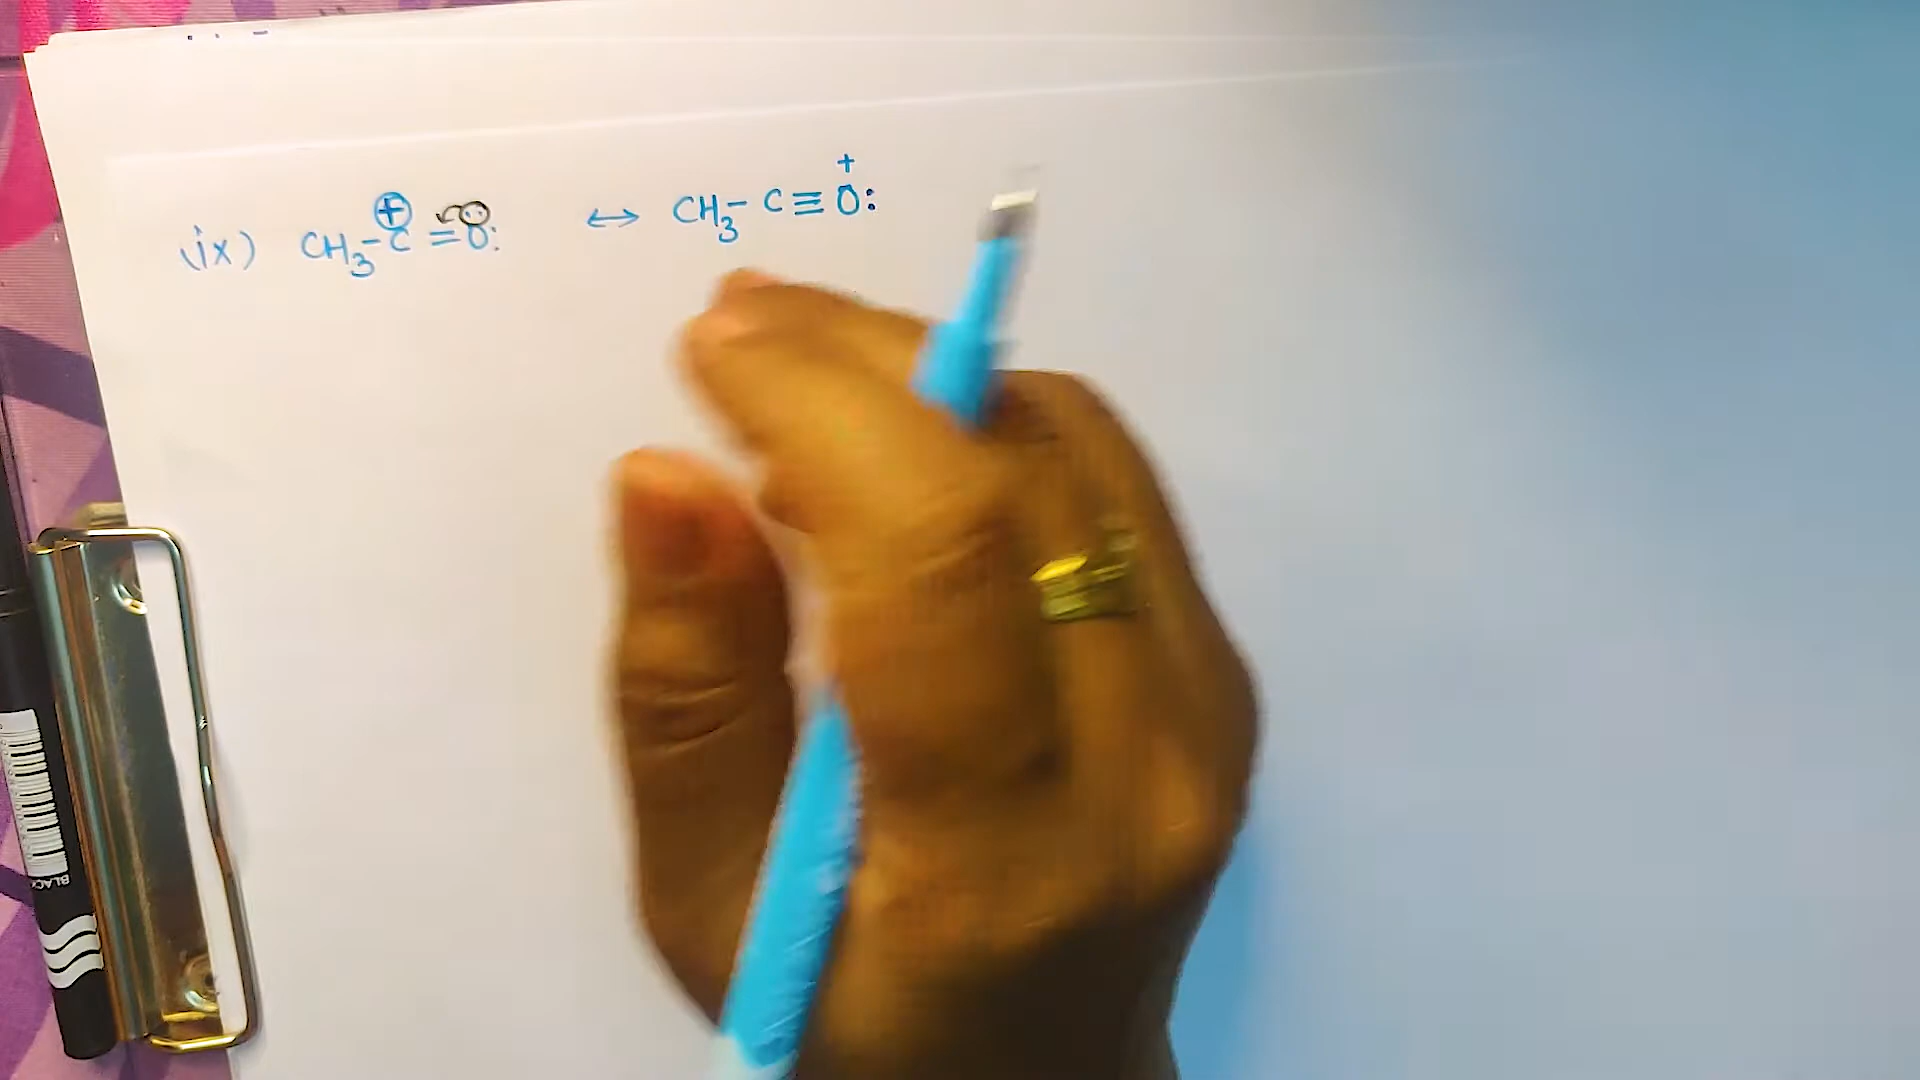 (ix) CH₃-C⊕=Ö: ↔ CH₃-C≡O⁺:
BLACK